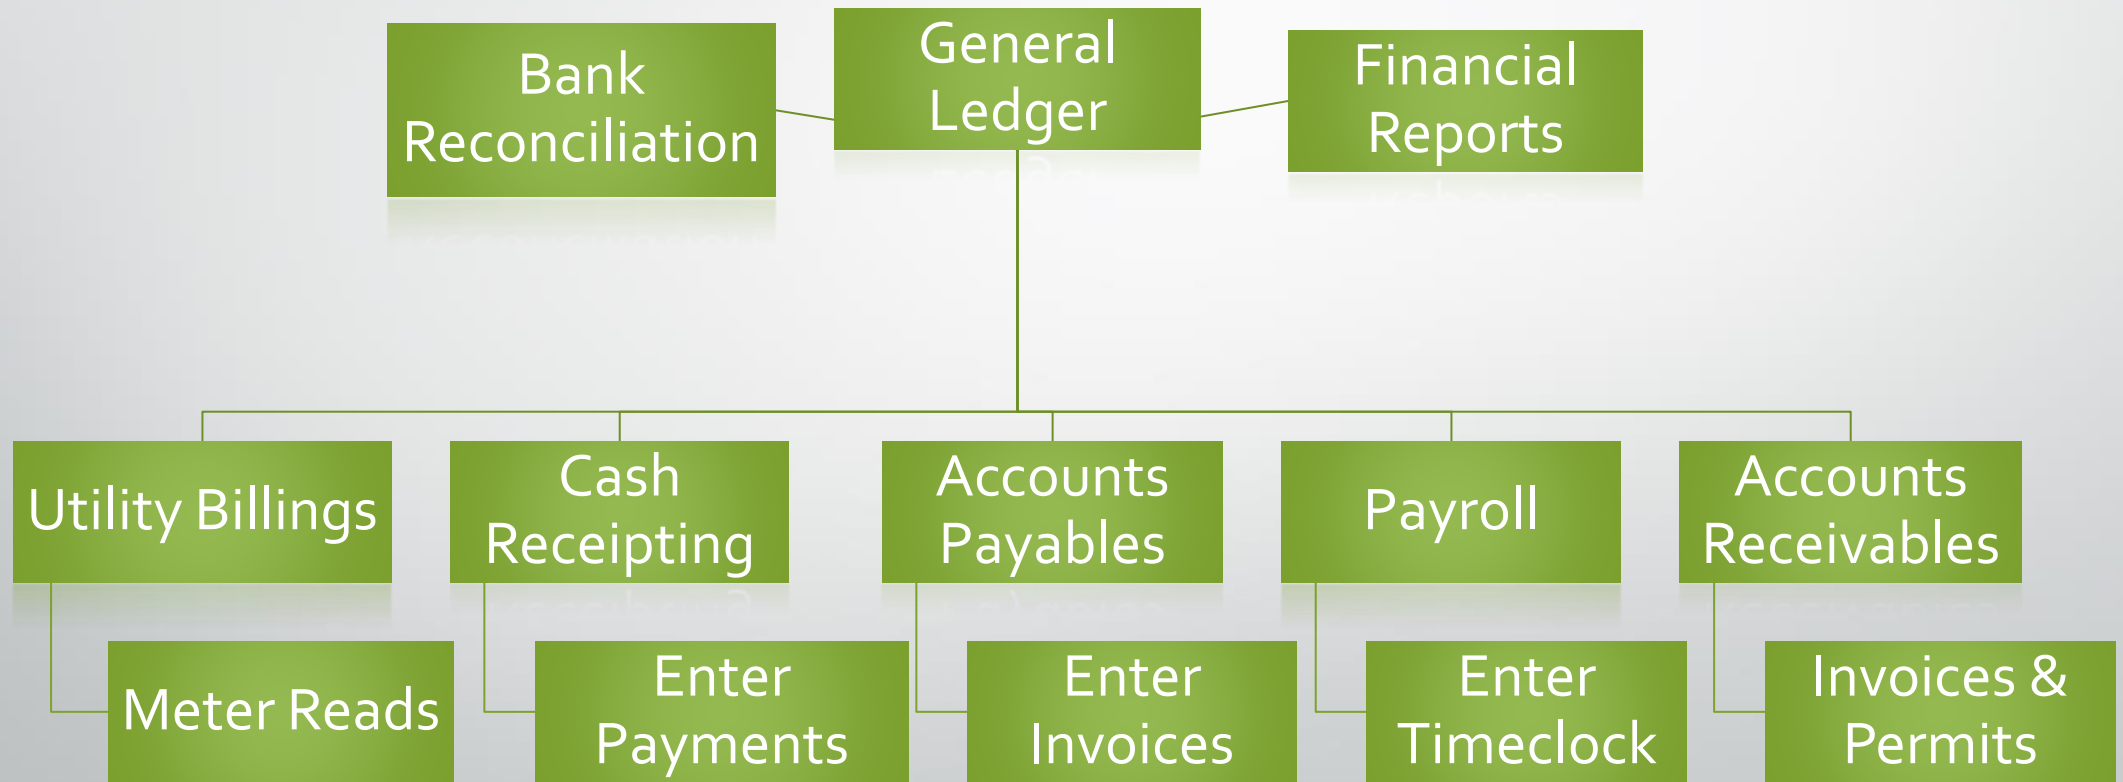 Bank
Reconciliation
General
Ledger
Financial
Reports
Utility Billings
Cash
Receipting
Accounts
Payables
Payroll
Accounts
Receivables
Meter Reads
Enter
Payments
Enter
Invoices
Enter
Timeclock
Invoices &
Permits